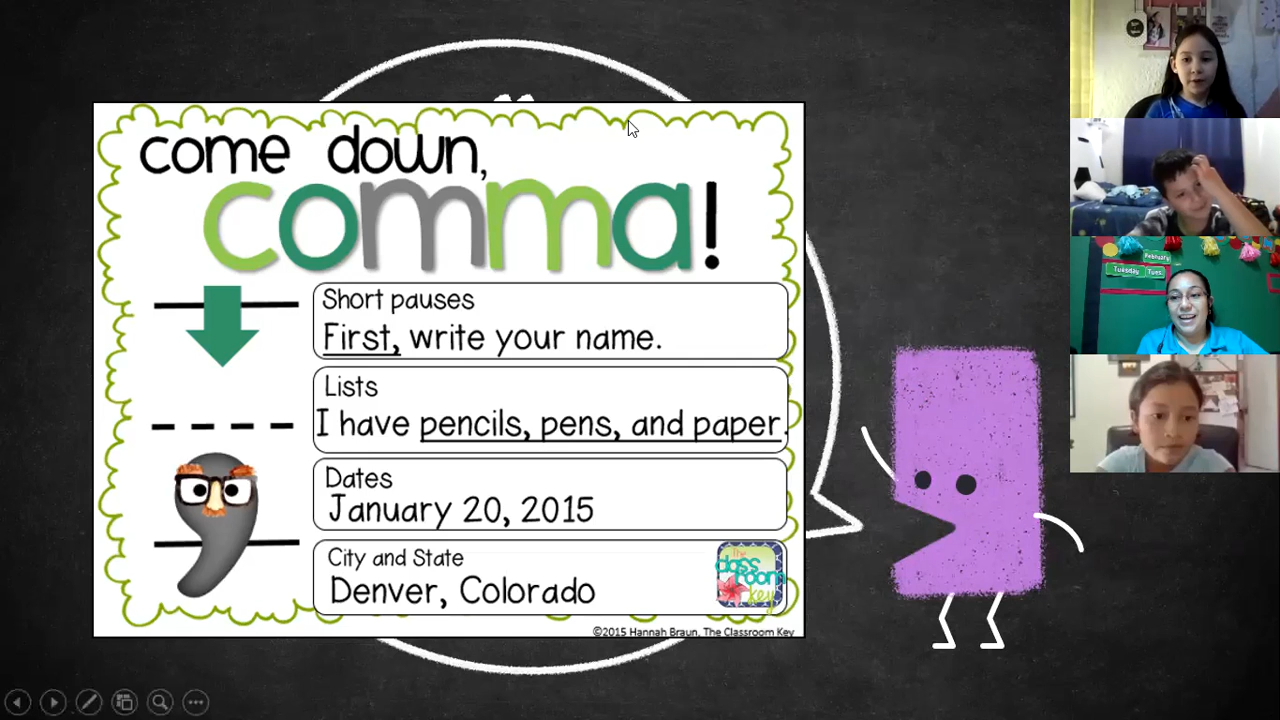 come down,
comma!
Short pauses
First, write your name.
Lists
I have pencils, pens, and paper.
Dates
January 20, 2015
City and State
Denver, Colorado
The
classroom
key
©2015 Hannah Braun, The Classroom Key
February
Tuesday Tues.